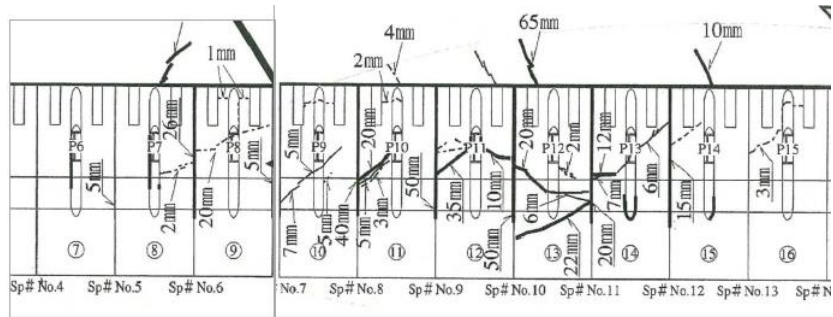 65mm
10mm
4mm
1mm
2mm
26mm
20mm
20mm
2mm
12mm
P6
P7
P8
P9
P10
P11
P12
P13
P14
P15
5mm
5mm
5mm
50mm
10mm
6mm
7mm
6mm
3mm
2mm
20mm
7mm
5mm
40mm
5mm
3mm
35mm
50mm
22mm
20mm
15mm
⑦
⑧
⑨
⑩
⑪
⑫
⑬
⑭
⑮
⑯
Sp# No.4
Sp# No.5
Sp# No.6
No.7
Sp# No.8
Sp# No.9
Sp# No.10
Sp# No.11
Sp# No.12
Sp# No.13